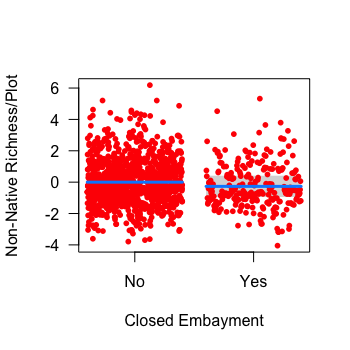 Non-Native Richness/Plot
6
4
2
0
-2
-4
No Yes
Closed Embayment